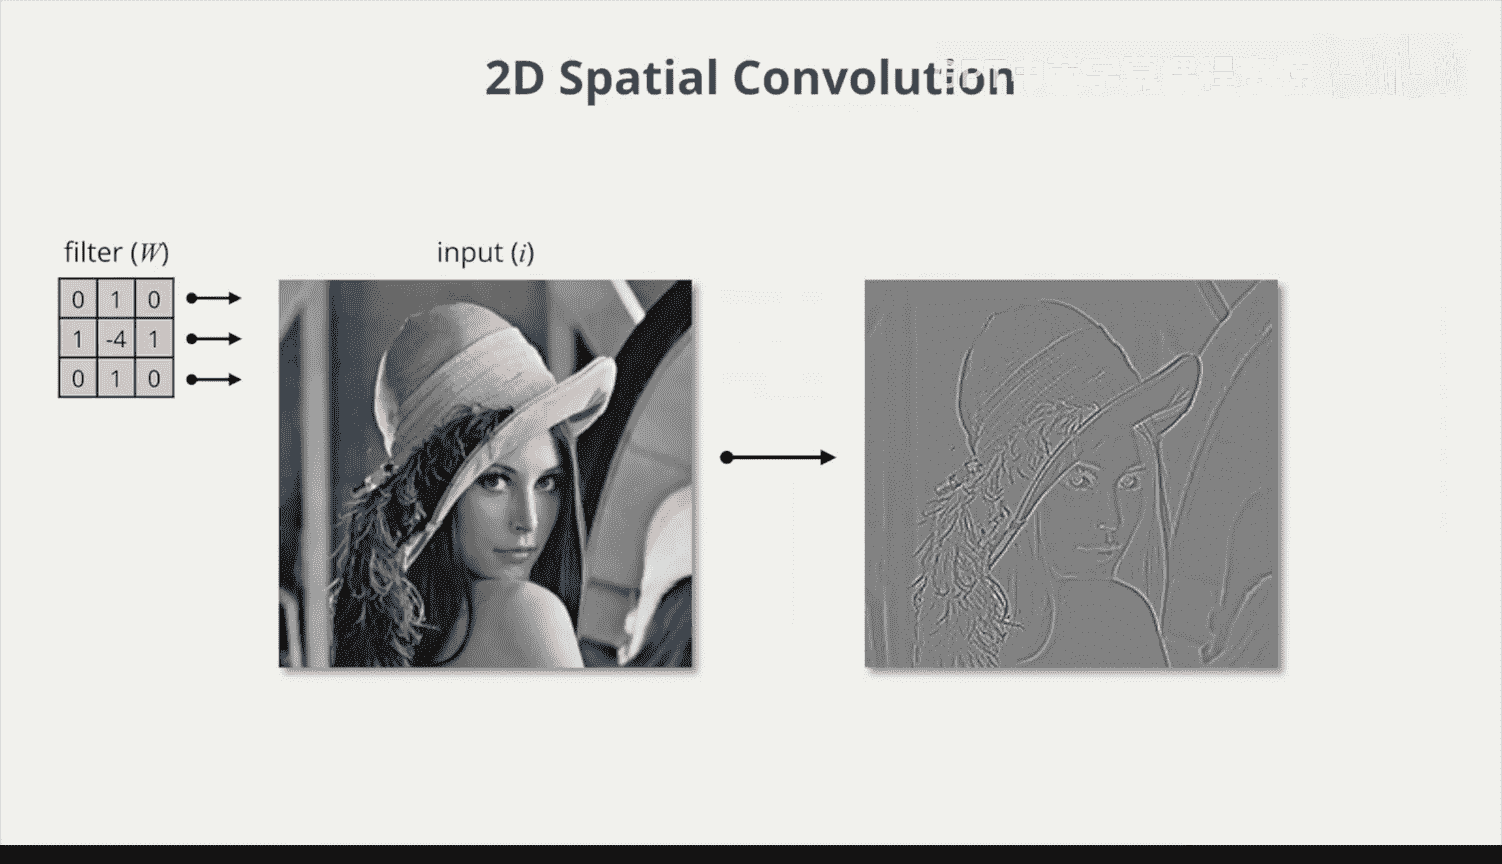 2D Spatial Convolution
filter (W)
input (i)
0 1 0
1 -4 1
0 1 0